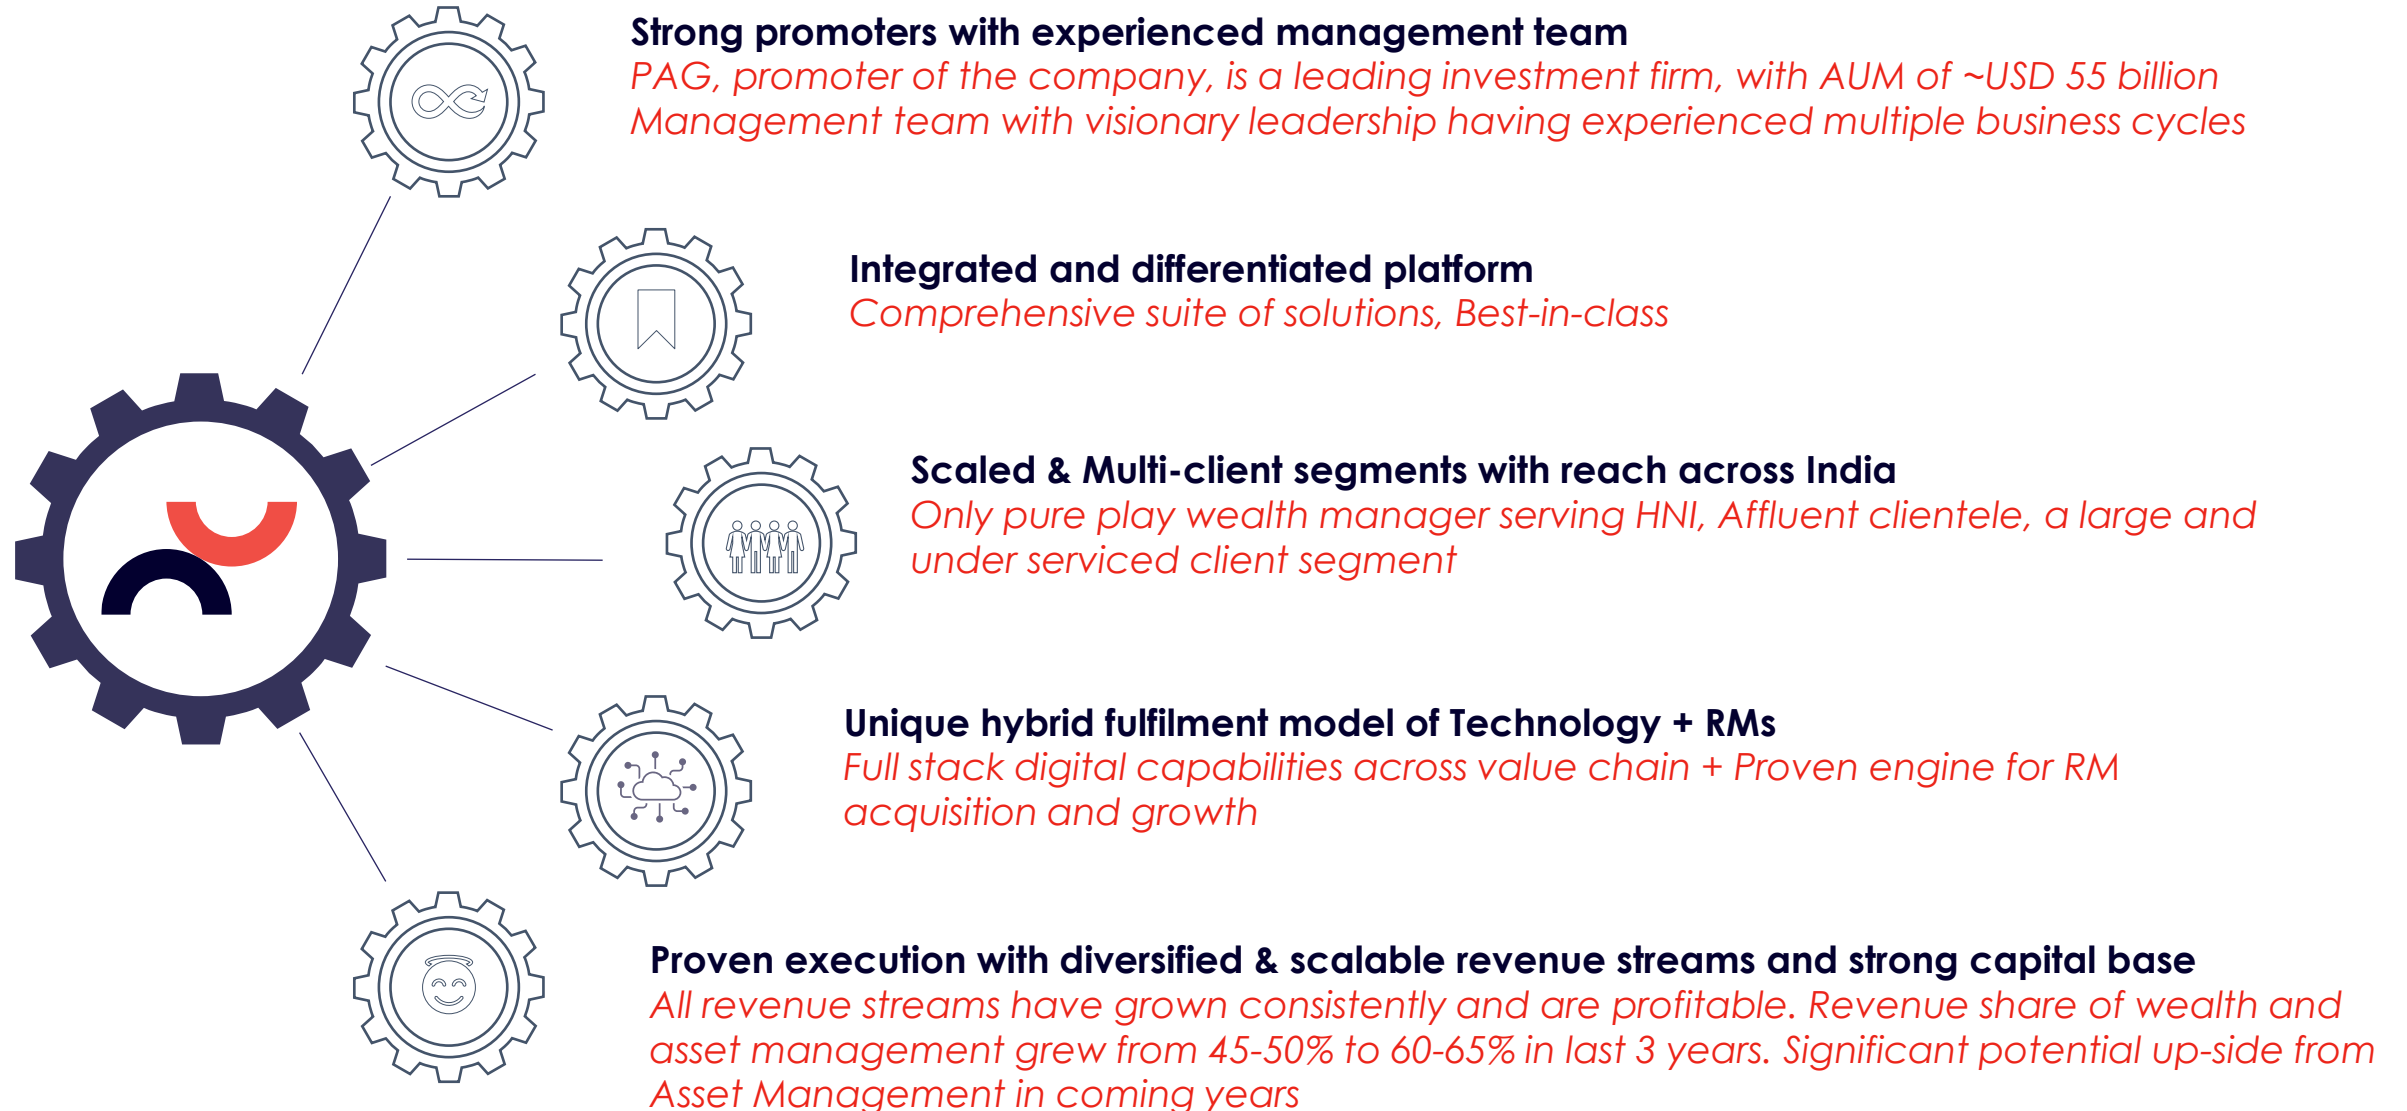 Strong promoters with experienced management team
PAG, promoter of the company, is a leading investment firm, with AUM of ~USD 55 billion
Management team with visionary leadership having experienced multiple business cycles
Integrated and differentiated platform
Comprehensive suite of solutions, Best-in-class
Scaled & Multi-client segments with reach across India
Only pure play wealth manager serving HNI, Affluent clientele, a large and
under serviced client segment
Unique hybrid fulfilment model of Technology + RMs
Full stack digital capabilities across value chain + Proven engine for RM
acquisition and growth
Proven execution with diversified & scalable revenue streams and strong capital base
All revenue streams have grown consistently and are profitable. Revenue share of wealth and
asset management grew from 45-50% to 60-65% in last 3 years. Significant potential up-side from
Asset Management in coming years